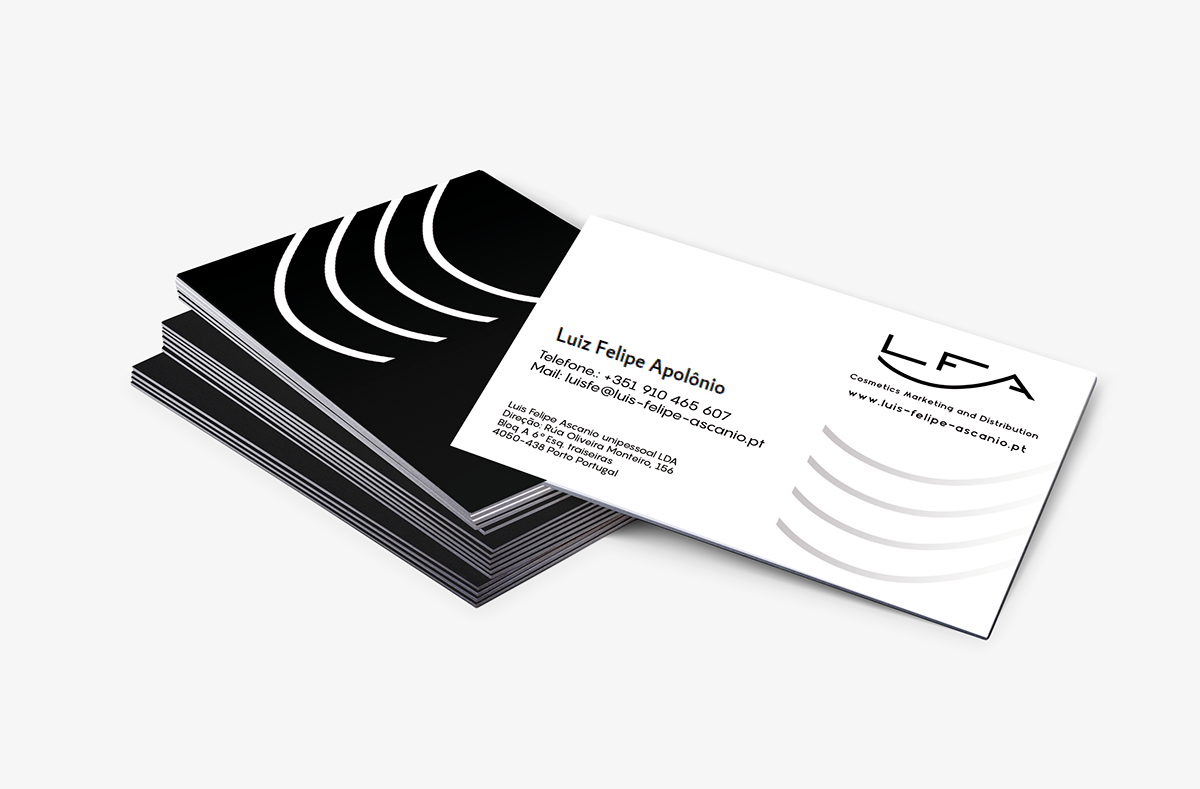 Luiz Felipe Apolônio
Telefone.: +351 910 465 607
Mail: luisfe@luis-felipe-ascanio.pt
Luis Felipe Ascanio unipessoal LDA
Direção: Rúa Oliveira Monteiro, 156
Bloq A 6º Esq. traiseiras
4050-438 Porto Portugal
LFA
Cosmetics Marketing and Distribution
www.luis-felipe-ascanio.pt